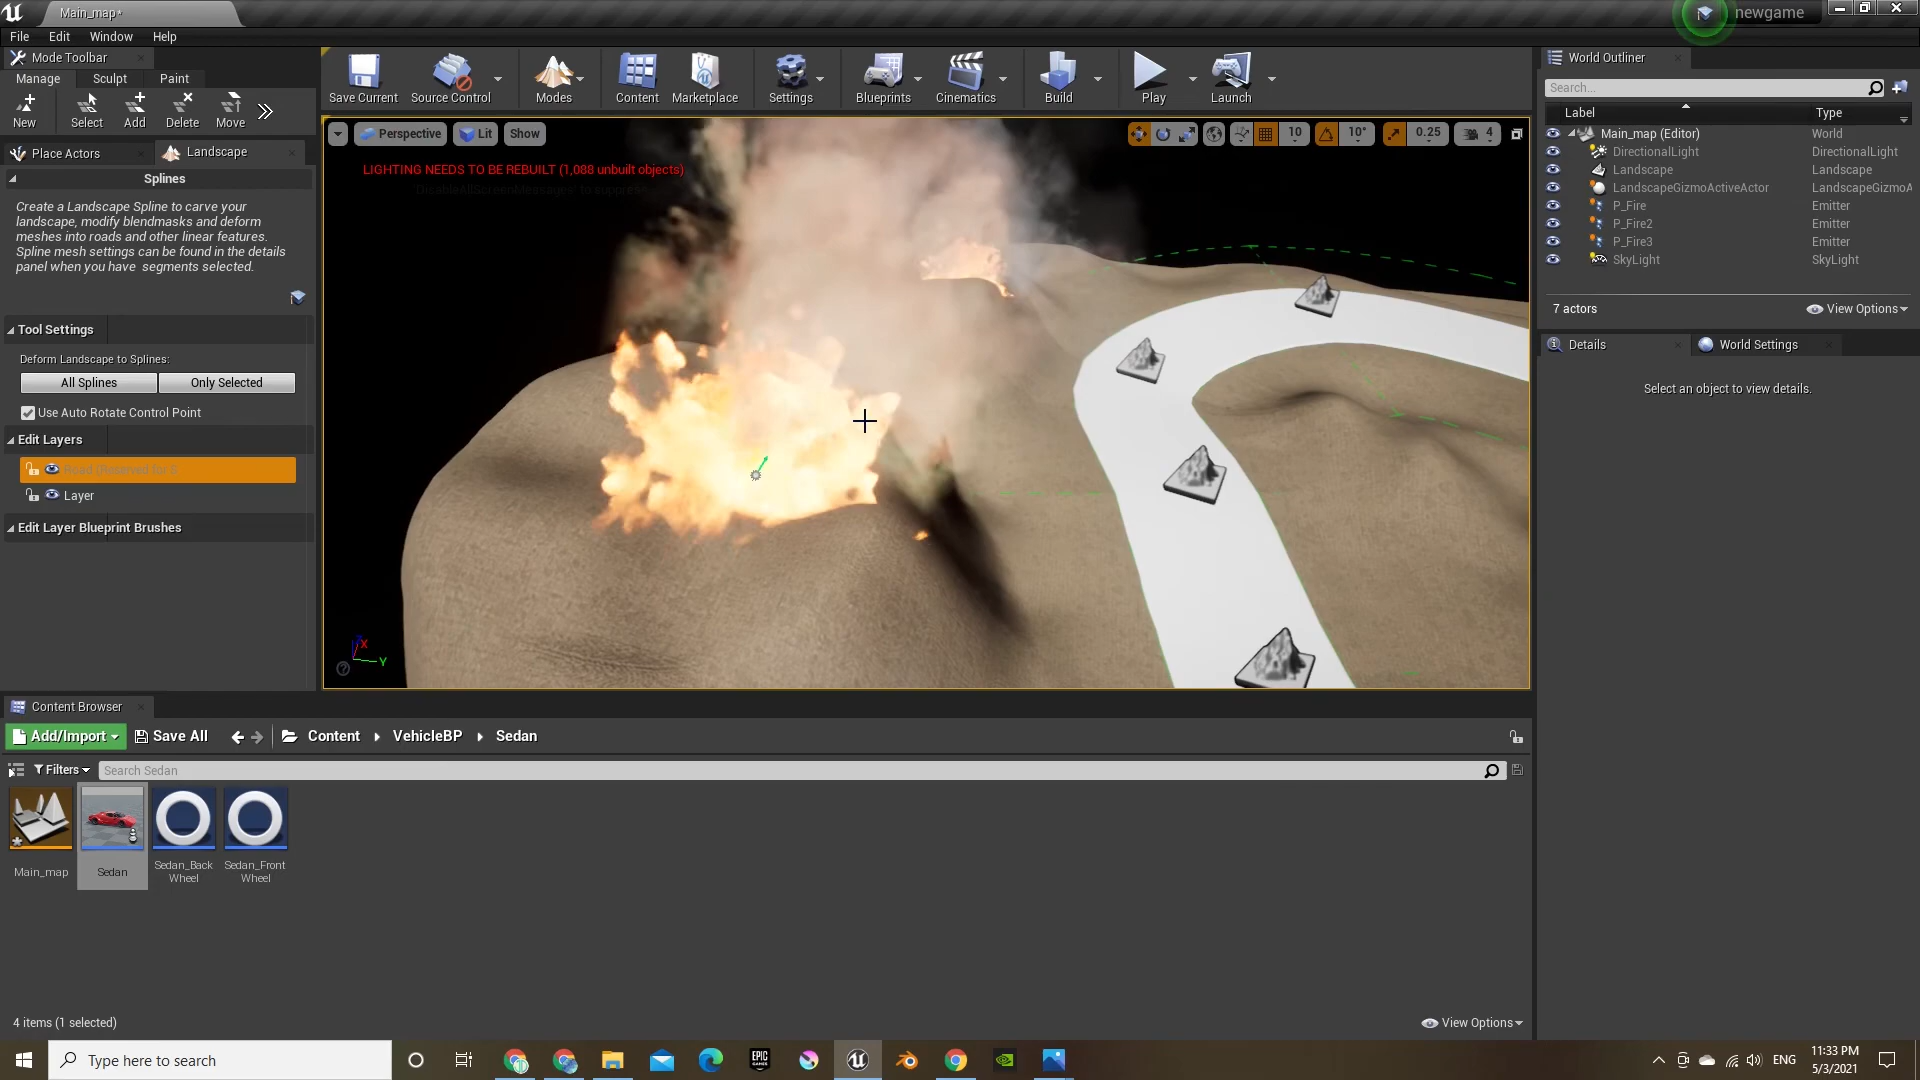 Main_map*
newgame
File Edit Window Help
Mode Toolbar
Manage Sculpt Paint
New Select Add Delete Move
Place Actors Landscape
Splines
Create a Landscape Spline to carve your
landscape, modify blendmasks and deform
meshes into roads and other linear features.
Spline mesh settings can be found in the details
panel when you have segments selected.
Tool Settings
Deform Landscape to Splines:
All Splines Only Selected
Use Auto Rotate Control Point
Edit Layers
Road (Reserved for S
Layer
Edit Layer Blueprint Brushes
Save Current Source Control Modes Content Marketplace Settings Blueprints Cinematics Build Play Launch
Perspective Lit Show
10 10° 0.25 4
LIGHTING NEEDS TO BE REBUILT (1,088 unbuilt objects)
'DisableAllScreenMessages' to suppress
X
Y
World Outliner
Search...
Label Type
Main_map (Editor) World
DirectionalLight DirectionalLight
Landscape Landscape
LandscapeGizmoActiveActor LandscapeGizmoA
P_Fire Emitter
P_Fire2 Emitter
P_Fire3 Emitter
SkyLight SkyLight
7 actors View Options
Details World Settings
Select an object to view details.
Content Browser
Add/Import Save All Content VehicleBP Sedan
Filters Search Sedan
Main_map
Sedan
Sedan_Back
Wheel
Sedan_Front
Wheel
4 items (1 selected) View Options
Type here to search
EPIC
GAMES
ENG
11:33 PM
5/3/2021